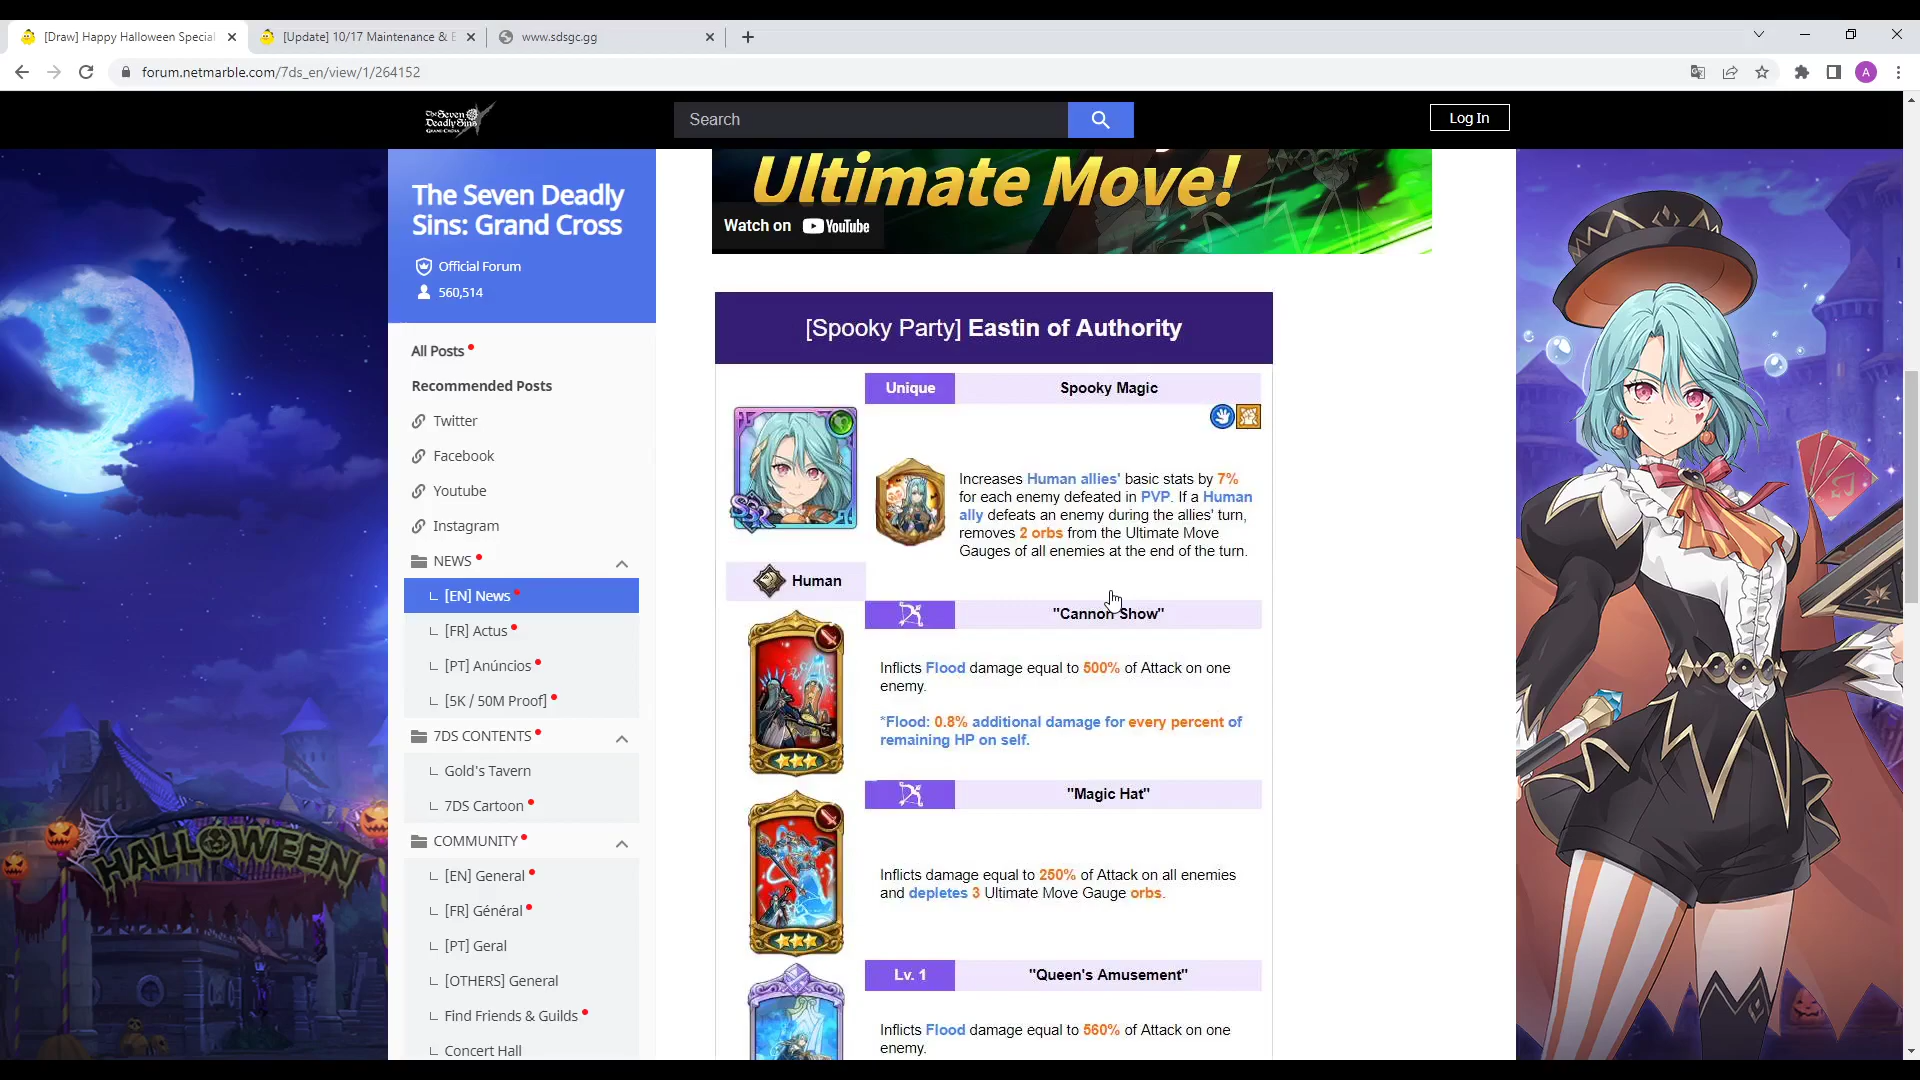 [Draw] Happy Halloween Special
[Update] 10/17 Maintenance & E
www.sdsgc.gg
forum.netmarble.com/7ds_en/view/1/264152
A
The Seven
Deadly Sins
GRAND CROSS
Search
Log In
The Seven Deadly
Sins: Grand Cross
Official Forum
560,514
All Posts
Recommended Posts
Twitter
Facebook
Youtube
Instagram
NEWS
[EN] News
[FR] Actus
[PT] Anúncios
[5K / 50M Proof]
7DS CONTENTS
Gold's Tavern
7DS Cartoon
COMMUNITY
[EN] General
[FR] Général
[PT] Geral
[OTHERS] General
Find Friends & Guilds
Concert Hall
HALLOWEEN
Ultimate Move!
Watch on YouTube
[Spooky Party] Eastin of Authority
Unique
Spooky Magic
SSR
Increases Human allies' basic stats by 7%
for each enemy defeated in PVP. If a Human
ally defeats an enemy during the allies' turn,
removes 2 orbs from the Ultimate Move
Gauges of all enemies at the end of the turn.
Human
"Cannon Show"
Inflicts Flood damage equal to 500% of Attack on one
enemy.
*Flood: 0.8% additional damage for every percent of
remaining HP on self.
"Magic Hat"
Inflicts damage equal to 250% of Attack on all enemies
and depletes 3 Ultimate Move Gauge orbs.
Lv. 1
"Queen's Amusement"
Inflicts Flood damage equal to 560% of Attack on one
enemy.